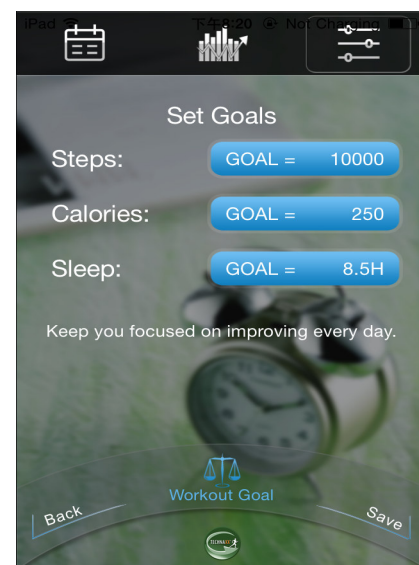 iPad 下午8:20 Not Charging
Set Goals
Steps: GOAL = 10000
Calories: GOAL = 250
Sleep: GOAL = 8.5H
Keep you focused on improving every day.
Workout Goal
Back
Save